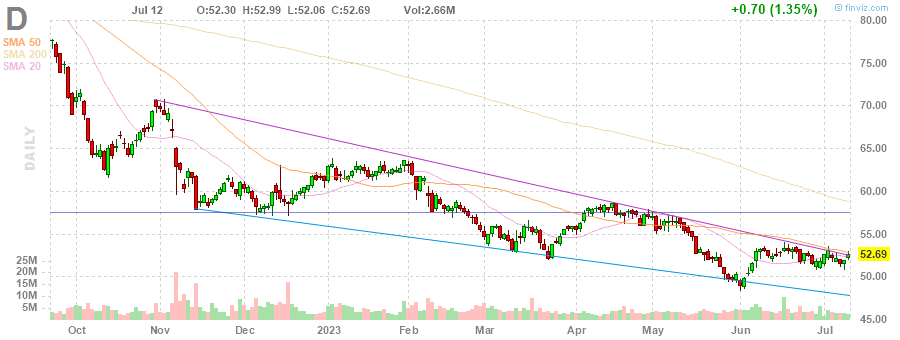 D
Jul 12 O:52.30 H:52.99 L:52.06 C:52.69 Vol:2.66M +0.70 (1.35%)
finviz.com
SMA 50
SMA 200
SMA 20
DAILY
80.00
75.00
70.00
65.00
60.00
55.00
52.69
50.00
45.00
25M
20M
15M
10M
5M
Oct Nov Dec 2023 Feb Mar Apr May Jun Jul